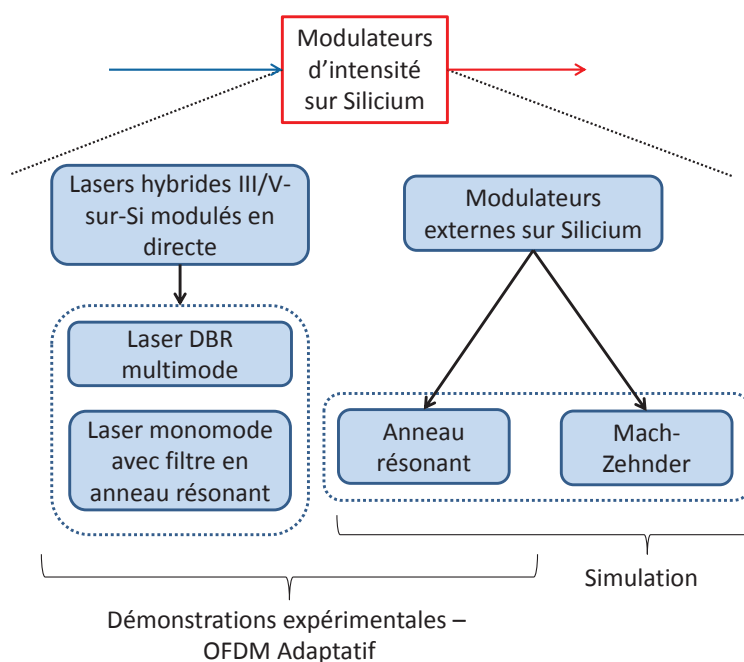 Modulateurs
d'intensité
sur Silicium
Lasers hybrides III/V-
sur-Si modulés en
directe
Modulateurs
externes sur Silicium
Laser DBR
multimode
Laser monomode
avec filtre en
anneau résonant
Anneau
résonant
Mach-
Zehnder
Simulation
Démonstrations expérimentales –
OFDM Adaptatif